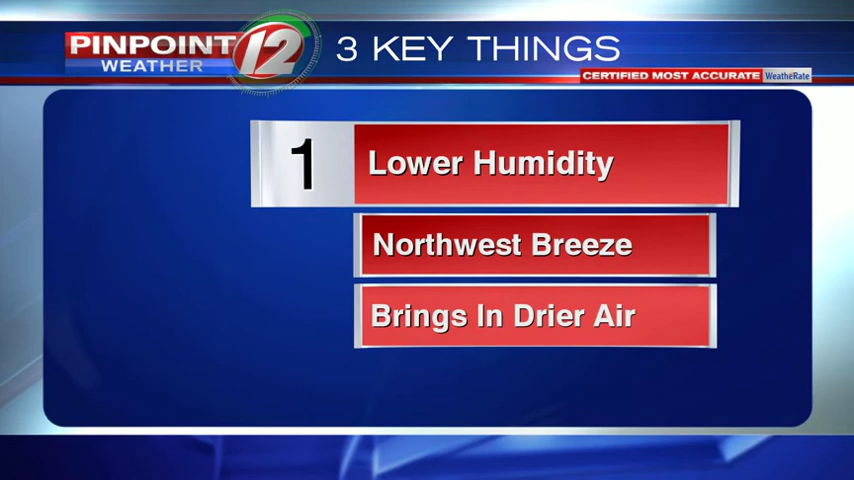 PINPOINT 12
WEATHER
3 KEY THINGS
CERTIFIED MOST ACCURATE WeatheRate
1 Lower Humidity
Northwest Breeze
Brings In Drier Air